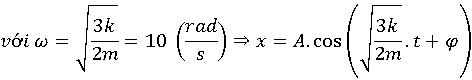 với ω = √(3k/2m) = 10 (rad/s) ⇒ x = A.cos(√(3k/2m).t + φ)